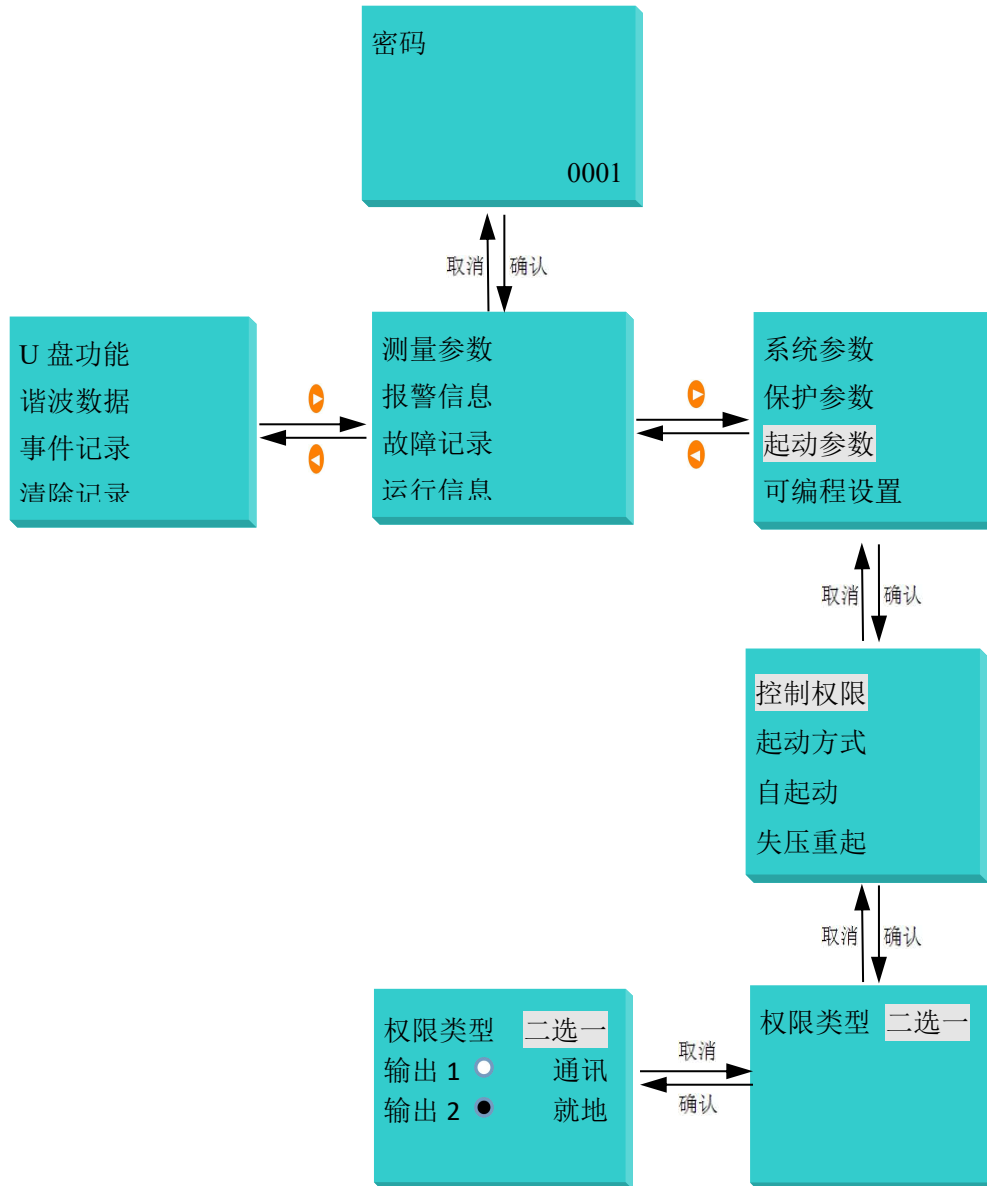 密码
0001
取消 确认
U 盘功能
谐波数据
事件记录
清除记录
测量参数
报警信息
故障记录
运行信息
系统参数
保护参数
起动参数
可编程设置
取消 确认
控制权限
起动方式
自起动
失压重起
取消 确认
权限类型 二选一
输出 1 通讯
输出 2 就地
取消
确认
权限类型 二选一